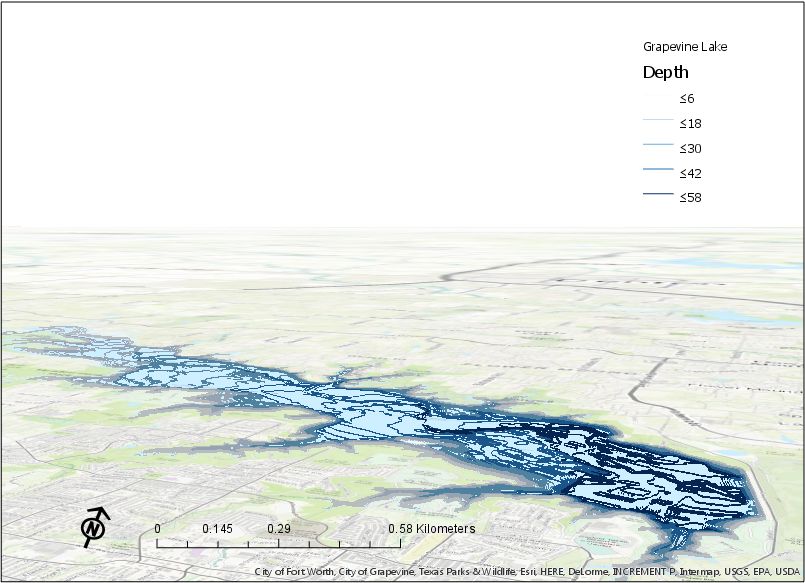 Grapevine Lake
Depth
≤6
≤18
≤30
≤42
≤58
N
0 0.145 0.29 0.58 Kilometers
City of Fort Worth, City of Grapevine, Texas Parks & Wildlife, Esri, HERE, DeLorme, INCREMENT P, Intermap, USGS, EPA, USDA